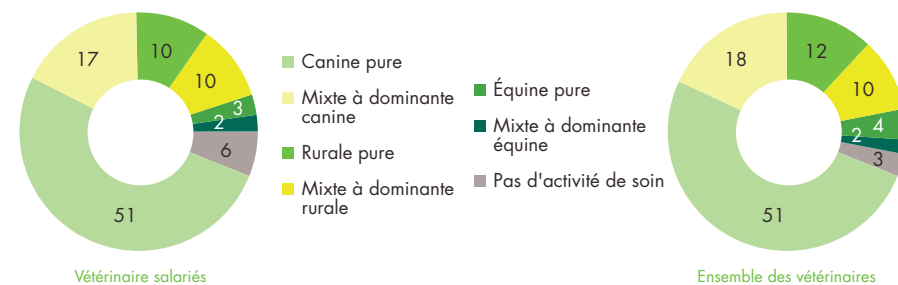 17
10
10
3
2
6
51
Canine pure
Mixte à dominante
canine
Rurale pure
Mixte à dominante
rurale
Équine pure
Mixte à dominante
équine
Pas d'activité de soin
18
12
10
4
2
3
51
Vétérinaire salariés
Ensemble des vétérinaires